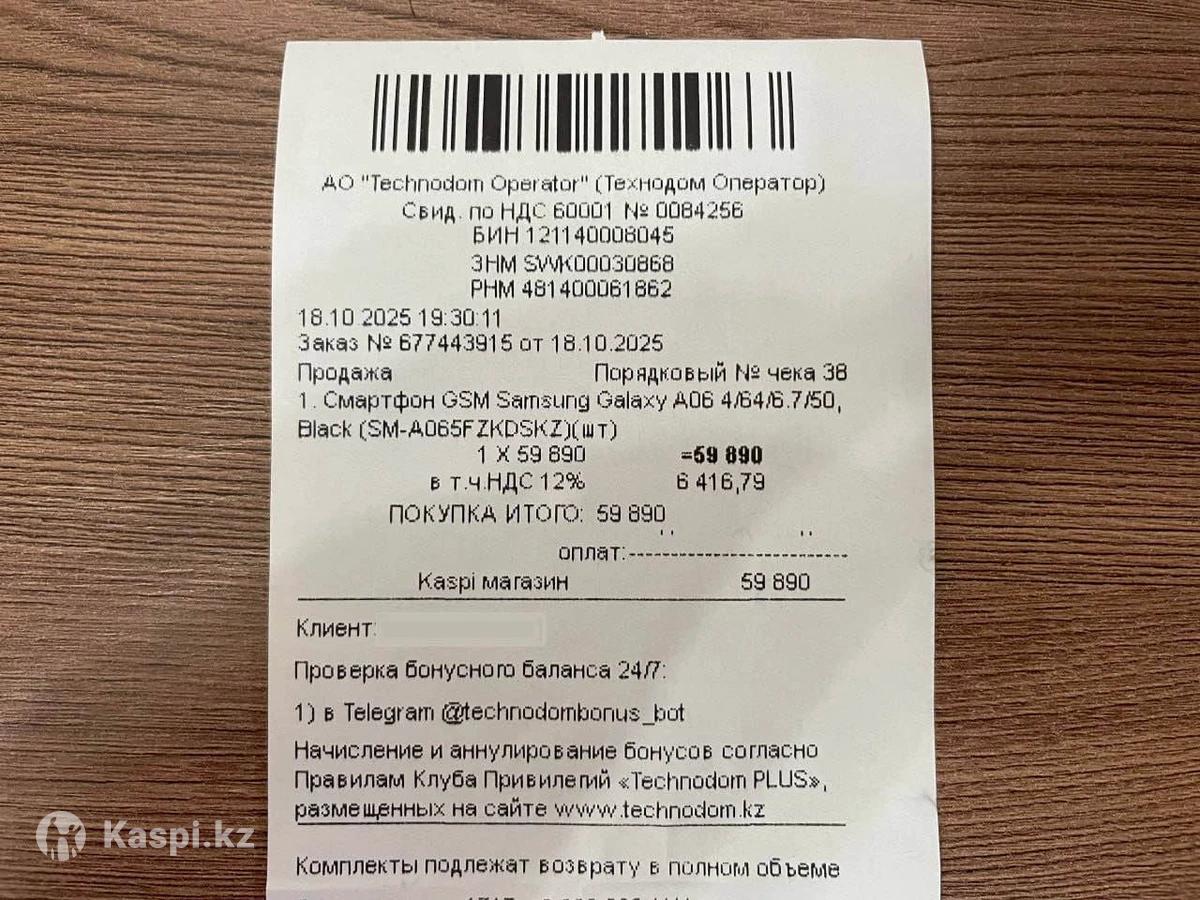 АО "Technodom Operator" (Технодом Оператор)
Свид. по НДС 60001 № 0084256
БИН 121140008045
ЗНМ SWK00030868
РНМ 481400061862
18.10.2025 19:30:11
Заказ № 677443915 от 18.10.2025
Продажа Порядковый № чека 38
1. Смартфон GSM Samsung Galaxy A06 4/64/6.7/50,
Black (SM-A065FZKDSKZ)(шт)
1 X 59 890 =59 890
в т.ч.НДС 12% 6 416,79
ПОКУПКА ИТОГО: 59 890
оплат:-------------------------
Kaspi магазин 59 890
Клиент:
Проверка бонусного баланса 24/7:
1) в Telegram @technodombonus_bot
Начисление и аннулирование бонусов согласно
Правилам Клуба Привилегий «Technodom PLUS»,
размещенных на сайте www.technodom.kz
Kaspi.kz
Комплекты подлежат возврату в полном объеме